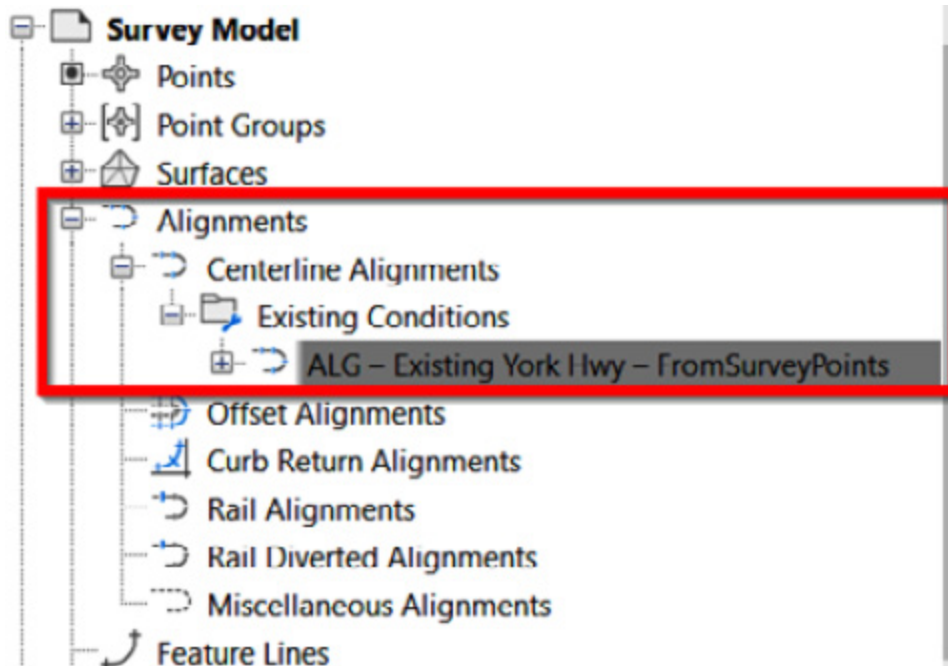 Survey Model
Points
Point Groups
Surfaces
Alignments
Centerline Alignments
Existing Conditions
ALG – Existing York Hwy – FromSurveyPoints
Offset Alignments
Curb Return Alignments
Rail Alignments
Rail Diverted Alignments
Miscellaneous Alignments
Feature Lines